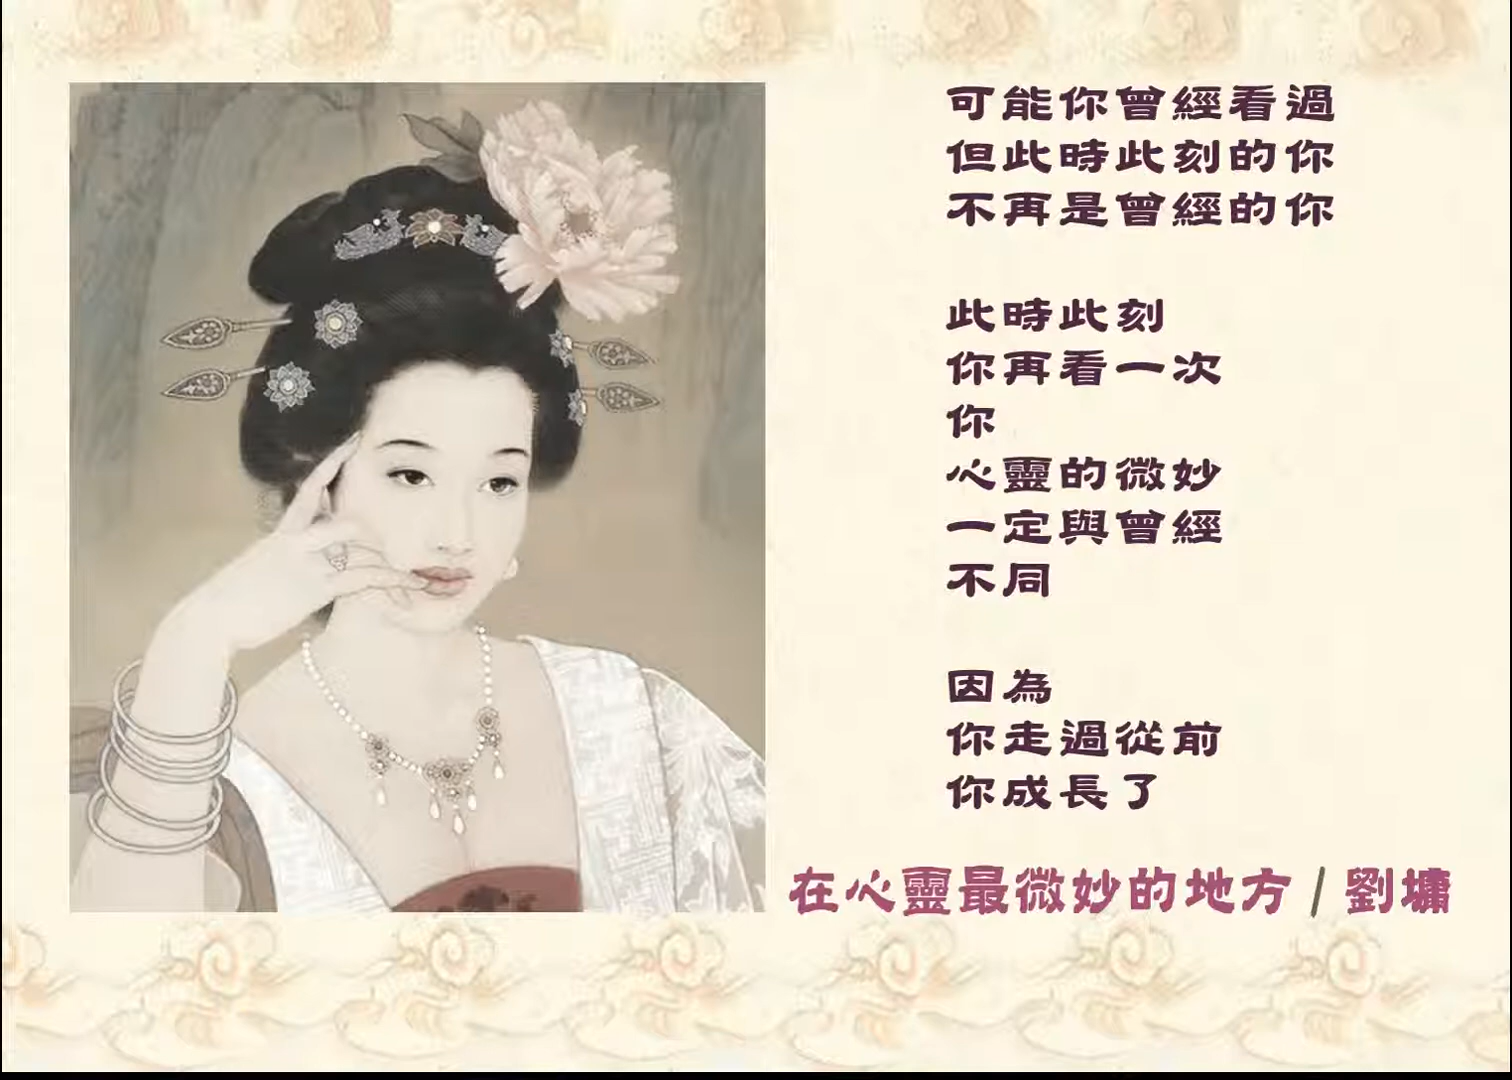 可能你曾經看過
但此時此刻的你
不再是曾經的你
此時此刻
你再看一次
你
心靈的微妙
一定與曾經
不同
因為
你走過從前
你成長了
在心靈最微妙的地方 / 劉墉